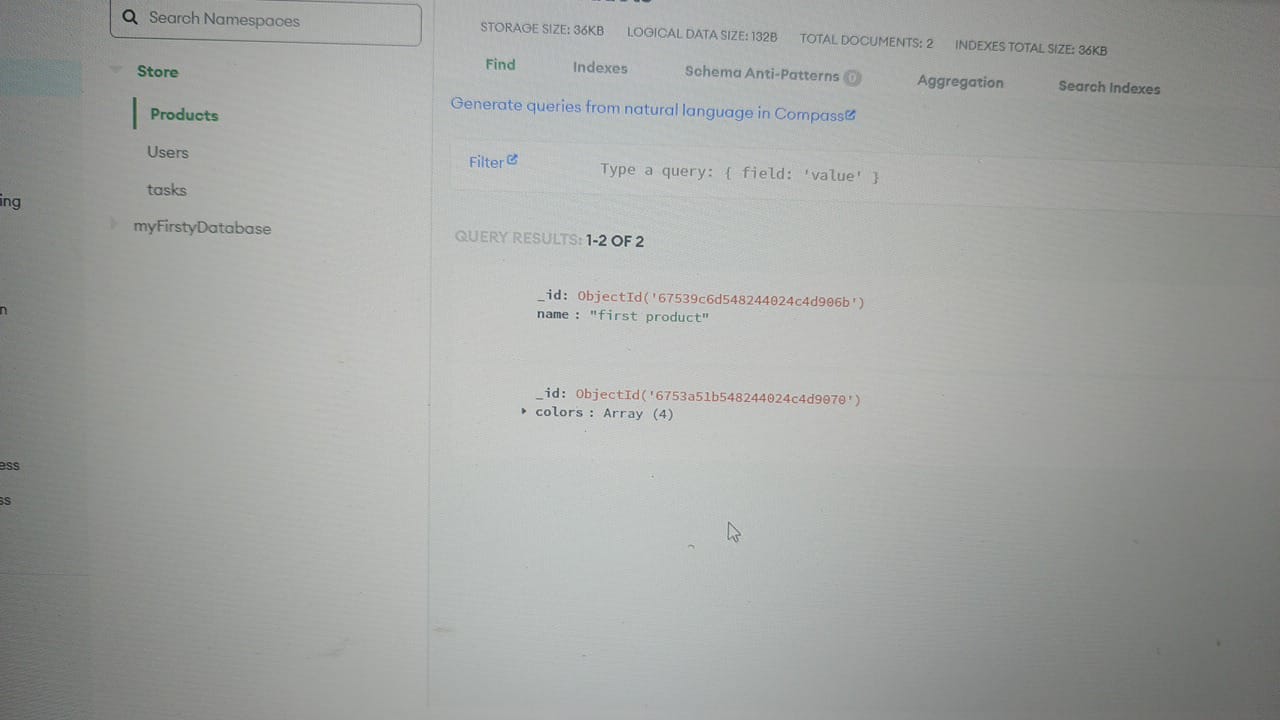 Search Namespaces
STORAGE SIZE: 36KB LOGICAL DATA SIZE: 132B TOTAL DOCUMENTS: 2 INDEXES TOTAL SIZE: 36KB
Store
Products
Users
tasks
myFirstyDatabase
Find Indexes Schema Anti-Patterns 0 Aggregation Search Indexes
Generate queries from natural language in Compass
Filter Type a query: { field: 'value' }
QUERY RESULTS: 1-2 OF 2
_id: ObjectId('67539c6d548244024c4d906b')
name : "first product"
_id: ObjectId('6753a51b548244024c4d9070')
colors : Array (4)
ing
n
ess
ss